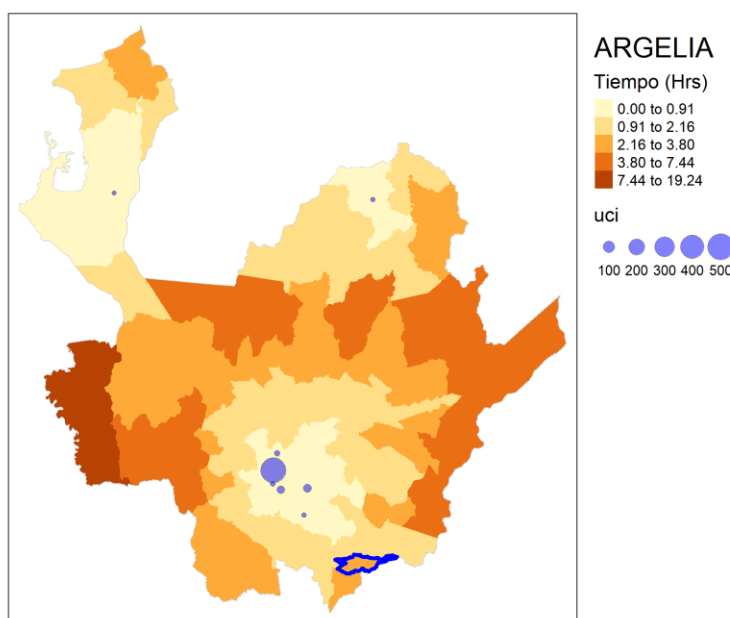 ARGELIA
Tiempo (Hrs)
0.00 to 0.91
0.91 to 2.16
2.16 to 3.80
3.80 to 7.44
7.44 to 19.24
uci
100 200 300 400 500